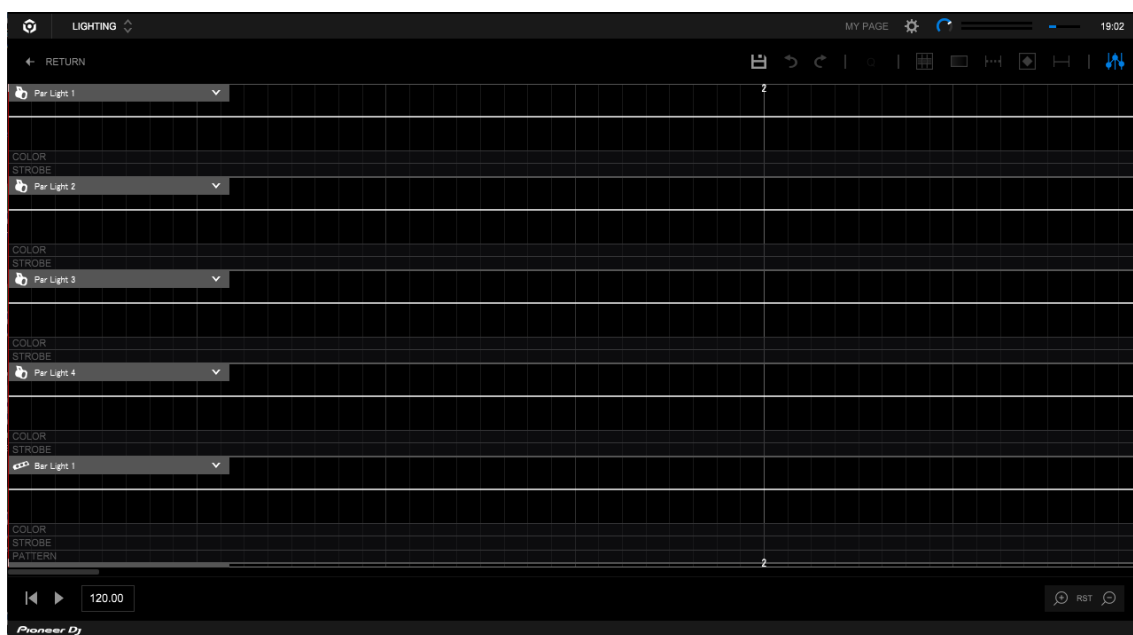 LIGHTING
MY PAGE
19:02
RETURN
Par Light 1
2
COLOR
STROBE
Par Light 2
COLOR
STROBE
Par Light 3
COLOR
STROBE
Par Light 4
COLOR
STROBE
Bar Light 1
COLOR
STROBE
PATTERN
2
120.00
RST
Pioneer Dj